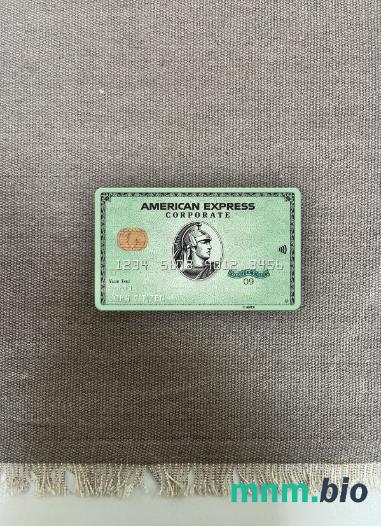 AMERICAN EXPRESS
CORPORATE
1234 5678 9012 3456
09
mnm.bio